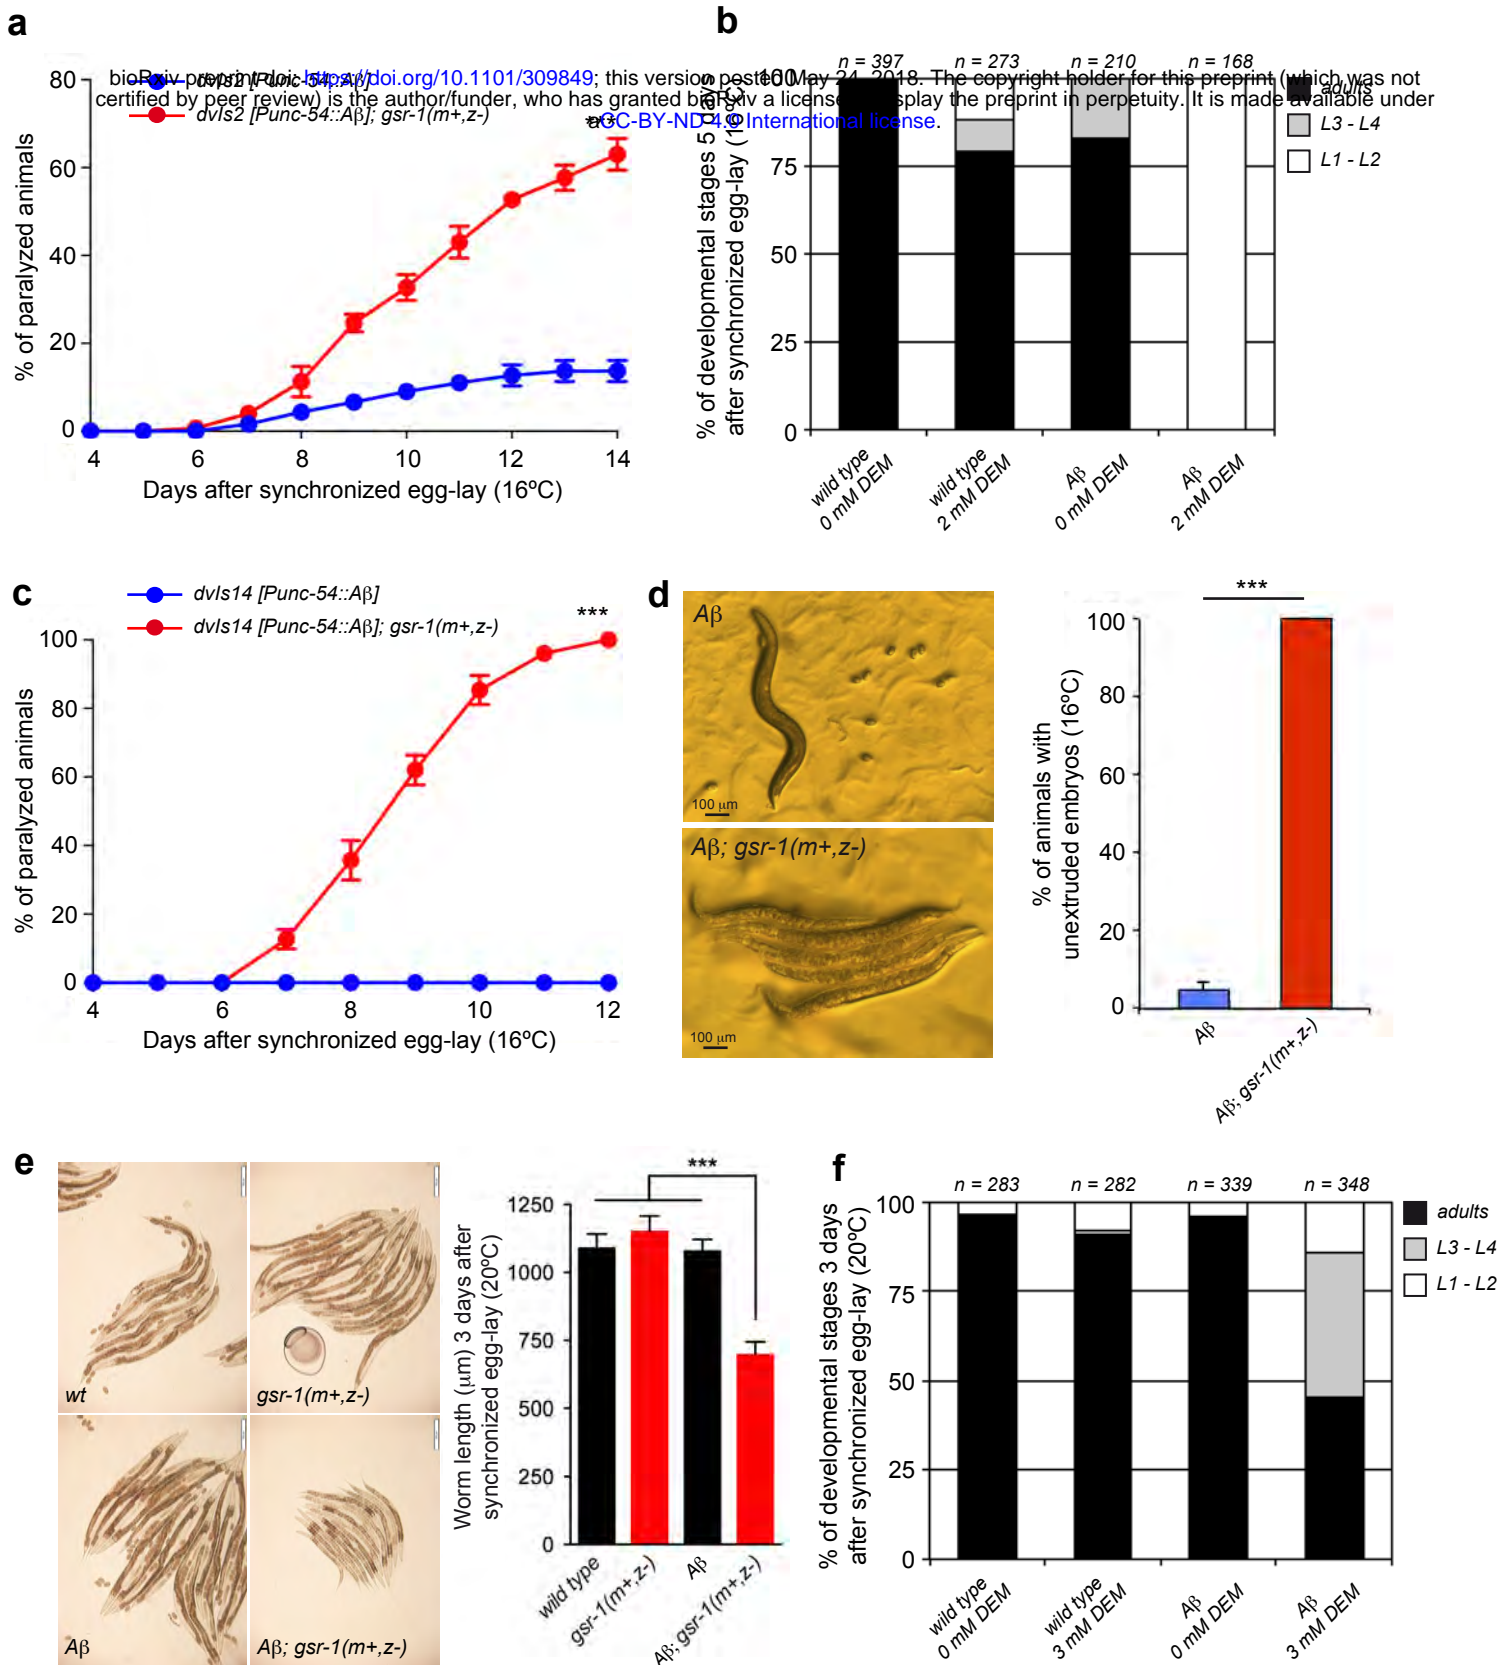 a
b
bioRxiv preprint doi: https://doi.org/10.1101/309849; this version posted May 24, 2018. The copyright holder for this preprint (which was not
certified by peer review) is the author/funder, who has granted bioRxiv a license to display the preprint in perpetuity. It is made available under
aCC-BY-ND 4.0 International license.
dvIs2 [Punc-54::Aβ]
dvIs2 [Punc-54::Aβ]; gsr-1(m+,z-)
***
% of paralyzed animals
80
60
40
20
0
4 6 8 10 12 14
Days after synchronized egg-lay (16ºC)
n = 397 n = 273 n = 210 n = 168
% of developmental stages 5 days
after synchronized egg-lay (16ºC)
100
75
50
25
0
adults
L3 - L4
L1 - L2
wild type
0 mM DEM
wild type
2 mM DEM
Aβ
0 mM DEM
Aβ
2 mM DEM
c
dvIs14 [Punc-54::Aβ]
dvIs14 [Punc-54::Aβ]; gsr-1(m+,z-)
***
% of paralyzed animals
100
80
60
40
20
0
4 6 8 10 12
Days after synchronized egg-lay (16ºC)
d
Aβ
100 µm
Aβ; gsr-1(m+,z-)
100 µm
***
% of animals with
unextruded embryos (16ºC)
100
80
60
40
20
0
Aβ
Aβ; gsr-1(m+,z-)
e
wt
gsr-1(m+,z-)
Aβ
Aβ; gsr-1(m+,z-)
***
Worm length (µm) 3 days after
synchronized egg-lay (20ºC)
1250
1000
750
500
250
0
wild type
gsr-1(m+,z-)
Aβ
Aβ; gsr-1(m+,z-)
f
n = 283 n = 282 n = 339 n = 348
% of developmental stages 3 days
after synchronized egg-lay (20ºC)
100
75
50
25
0
adults
L3 - L4
L1 - L2
wild type
0 mM DEM
wild type
3 mM DEM
Aβ
0 mM DEM
Aβ
3 mM DEM